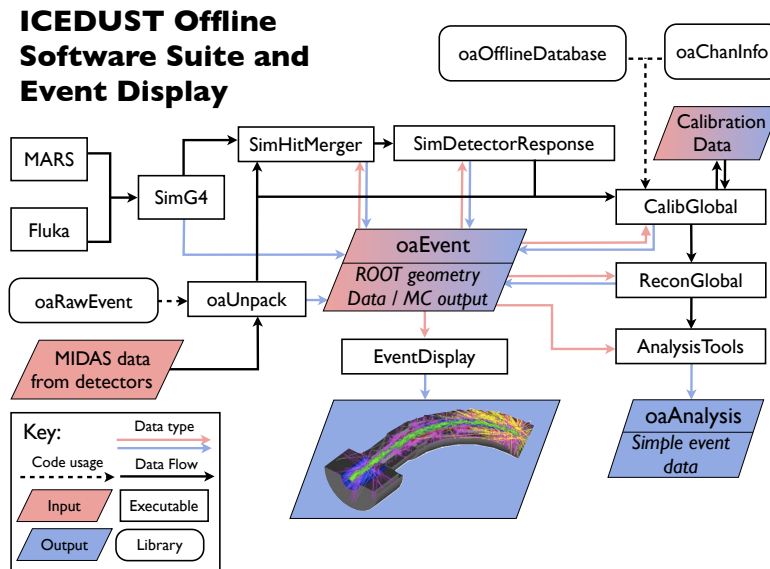 ICEDUST Offline
Software Suite and
Event Display
oaOfflineDatabase
oaChanInfo
MARS
SimHitMerger
SimDetectorResponse
Calibration
Data
SimG4
CalibGlobal
Fluka
oaEvent
ROOT geometry
Data / MC output
ReconGlobal
oaRawEvent
oaUnpack
MIDAS data
from detectors
EventDisplay
AnalysisTools
oaAnalysis
Simple event
data
Key:
Data type
Code usage
Data Flow
Input
Executable
Output
Library